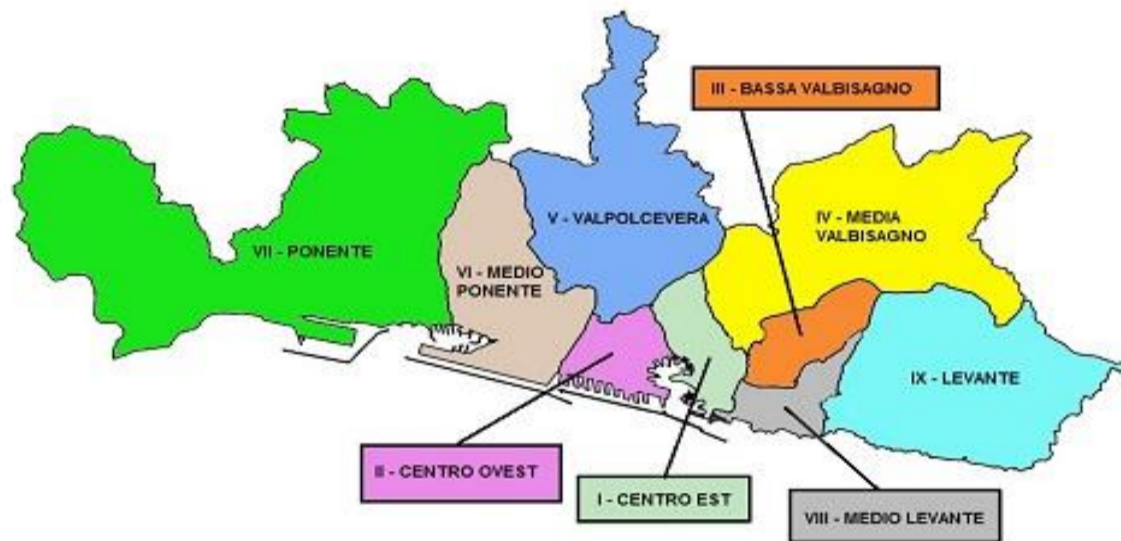 III - BASSA VALBISAGNO
V - VALPOLCEVERA
IV - MEDIA
VALBISAGNO
VII - PONENTE
VI - MEDIO
PONENTE
IX - LEVANTE
II - CENTRO OVEST
I - CENTRO EST
VIII - MEDIO LEVANTE